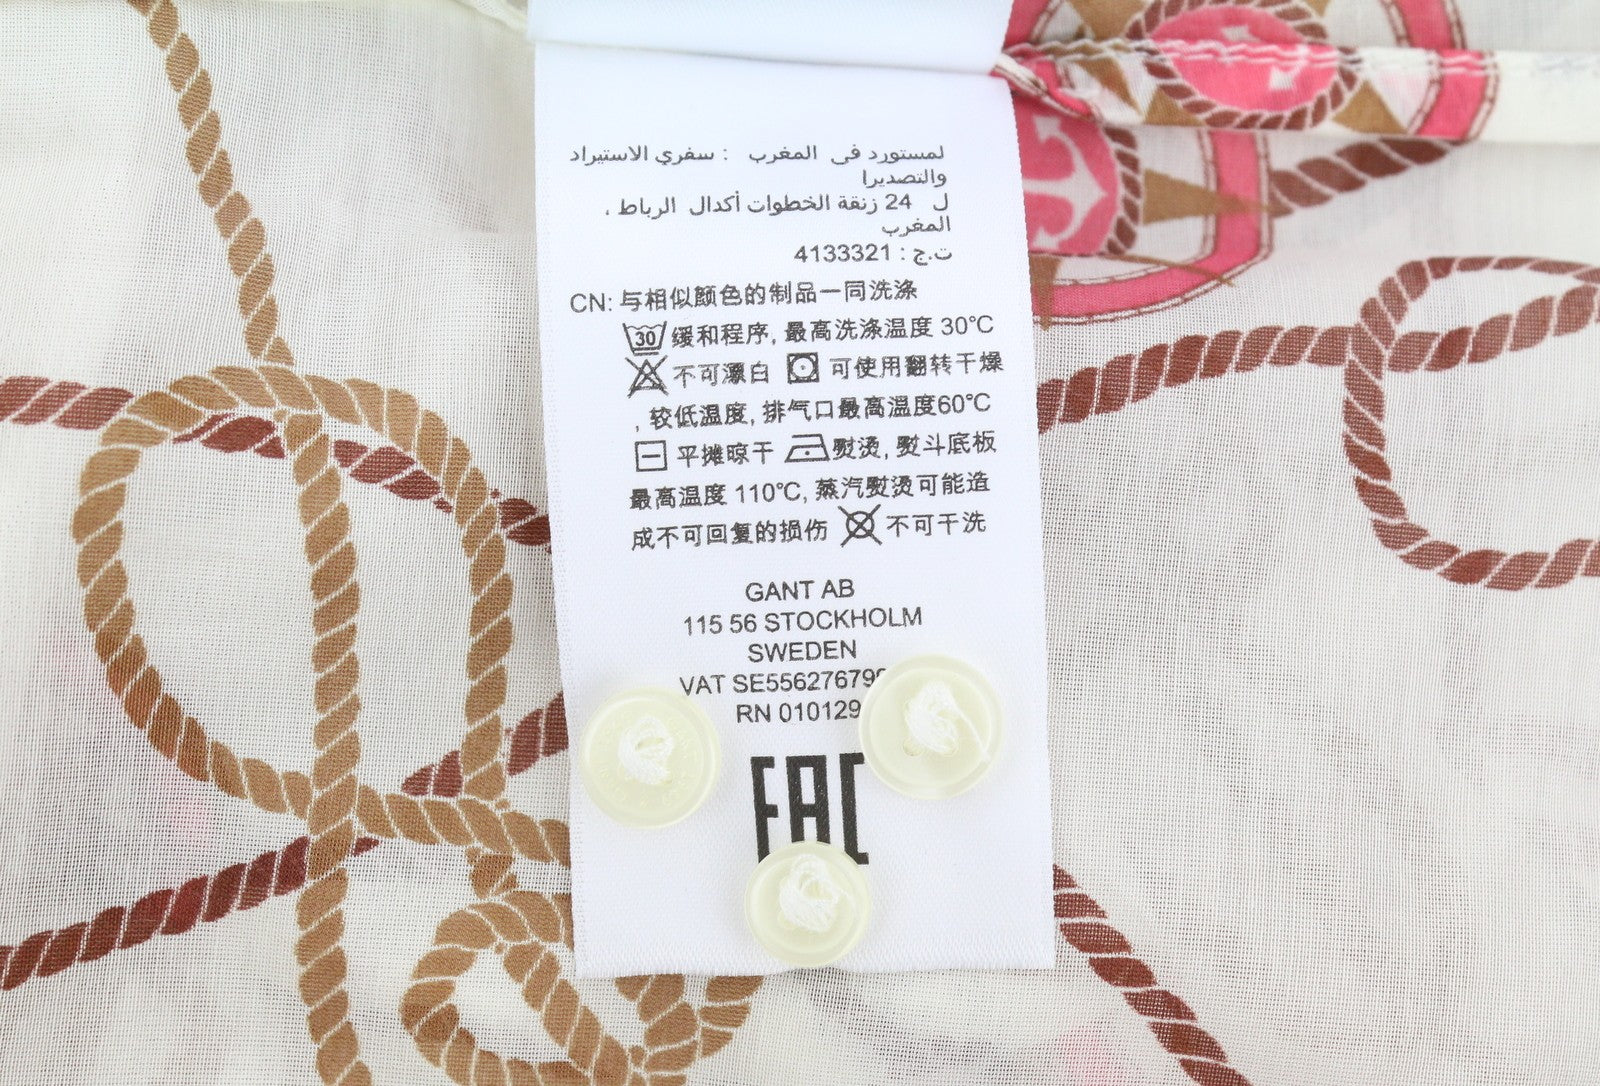 لمستورد في المغرب : سفري الاستيراد
والتصديرا
ل 24 زنقة الخطوات أكدال الرباط ،
المغرب
ت.ج : 4133321
CN: 与相似颜色的制品一同洗涤
30 缓和程序, 最高洗涤温度 30℃
不可漂白 可使用翻转干燥
, 较低温度, 排气口最高温度60℃
平摊晾干 熨烫, 熨斗底板
最高温度 110℃, 蒸汽熨烫可能造
成不可回复的损伤 不可干洗
GANT AB
115 56 STOCKHOLM
SWEDEN
VAT
RN 010129
EAC